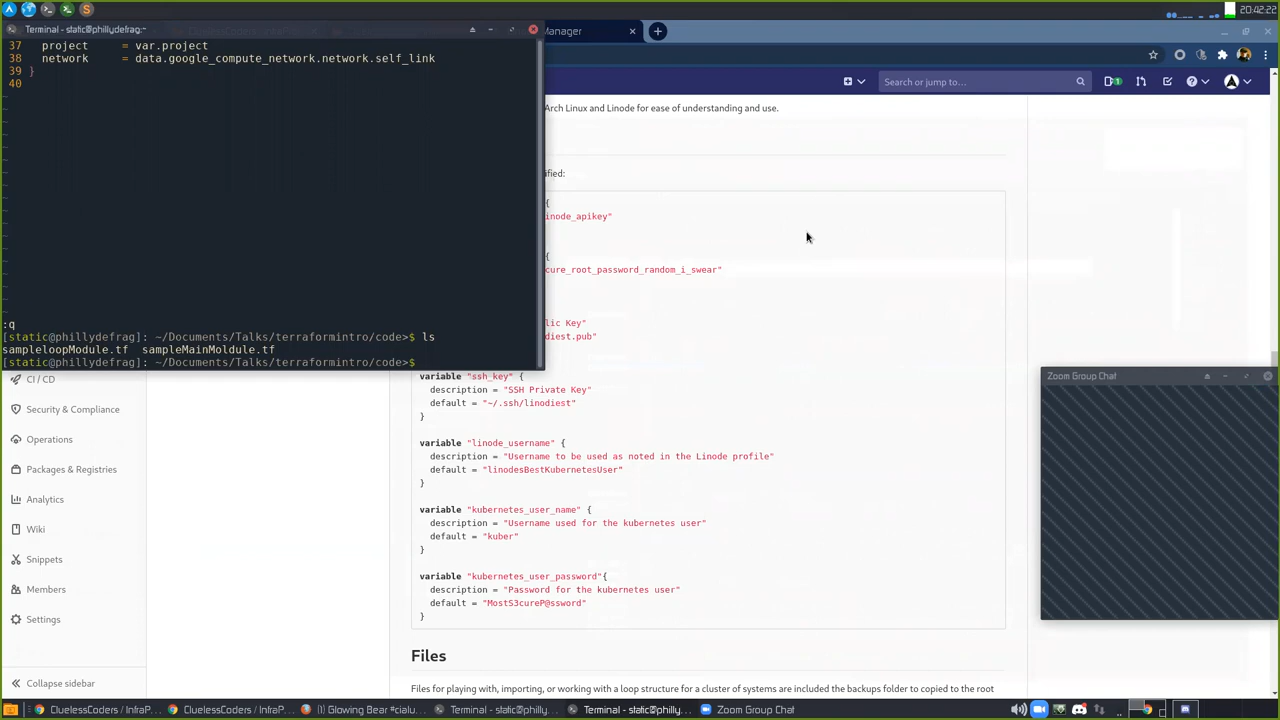 20.42.22
Terminal - static@phillydefrag:~
Manager
37   project     = var.project
38   network     = data.google_compute_network.network.self_link
39 }
40
Search or jump...
1
Arch Linux and Linode for ease of understanding and use.
ified:
{
inode_apikey"
{
cure_root_password_random_i_swear"
lic Key"
diest.pub"
:q
[static@phillydefrag]: ~/Documents/Talks/terraformintro/code>$ ls
sampleloopModule.tf  sampleMainMoldule.tf
[static@phillydefrag]: ~/Documents/Talks/terraformintro/code>$
CI / CD
Security & Compliance
Operations
Packages & Registries
Analytics
Wiki
Snippets
Members
Settings
Collapse sidebar
variable "ssh_key" {
description = "SSH Private Key"
default = "~/.ssh/linodiest"
}
variable "linode_username" {
description = "Username to be used as noted in the Linode profile"
default = "linodesBestKubernetesUser"
}
variable "kubernetes_user_name" {
description = "Username used for the kubernetes user"
default = "kuber"
}
variable "kubernetes_user_password"{
description = "Password for the kubernetes user"
default = "MostS3cureP@ssword"
}
Files
Files for playing with, importing, or working with a loop structure for a cluster of systems are included the backups folder to copied to the root
Zoom Group Chat
CluelessCoders / InfraP...
CluelessCoders / InfraP...
(1) Glowing Bear #cialu...
Terminal - static@philly...
Terminal - static@philly...
Zoom Group Chat